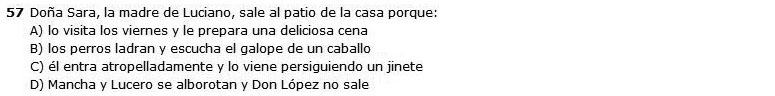 57 Doña Sara, la madre de Luciano, sale al patio de la casa porque:
A) lo visita los viernes y le prepara una deliciosa cena
B) los perros ladran y escucha el galope de un caballo
C) él entra atropelladamente y lo viene persiguiendo un jinete
D) Mancha y Lucero se alborotan y Don López no sale